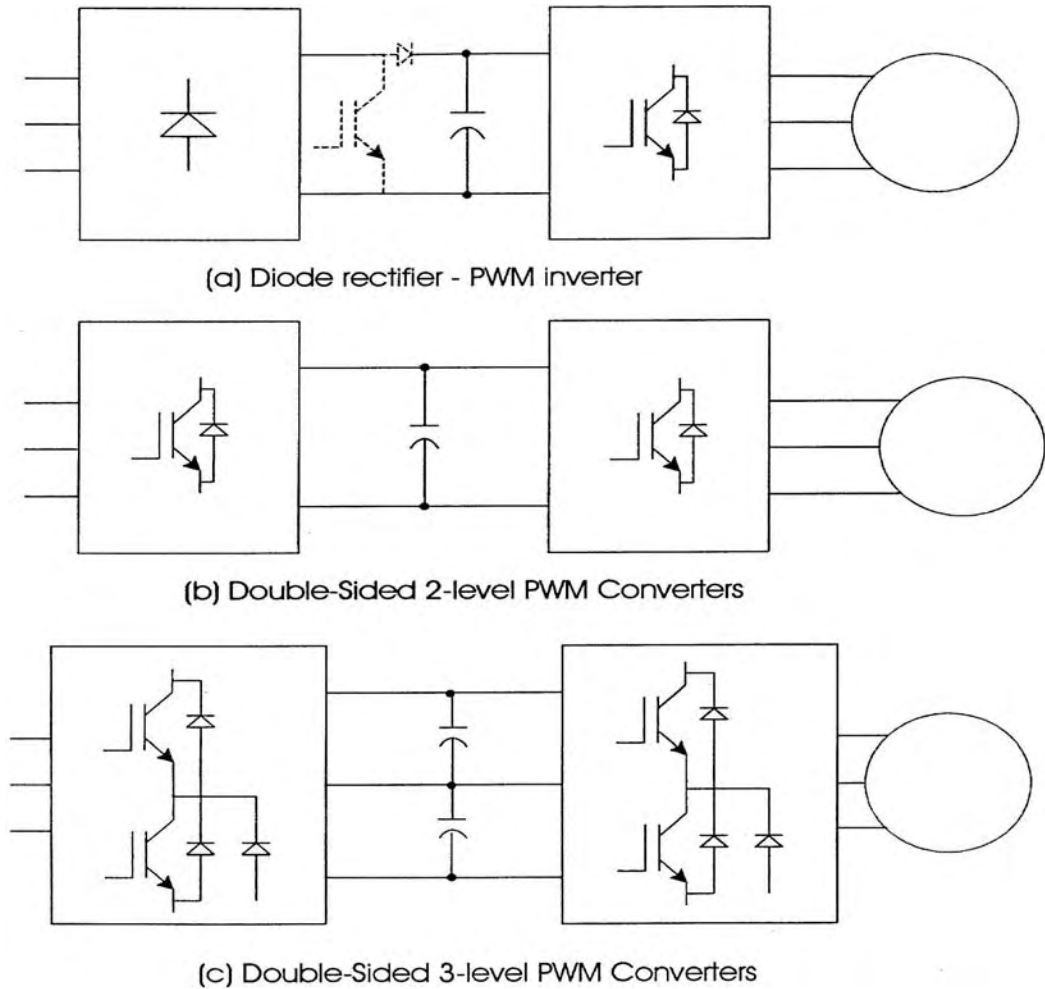 (a) Diode rectifier - PWM inverter
(b) Double-Sided 2-level PWM Converters
(c) Double-Sided 3-level PWM Converters